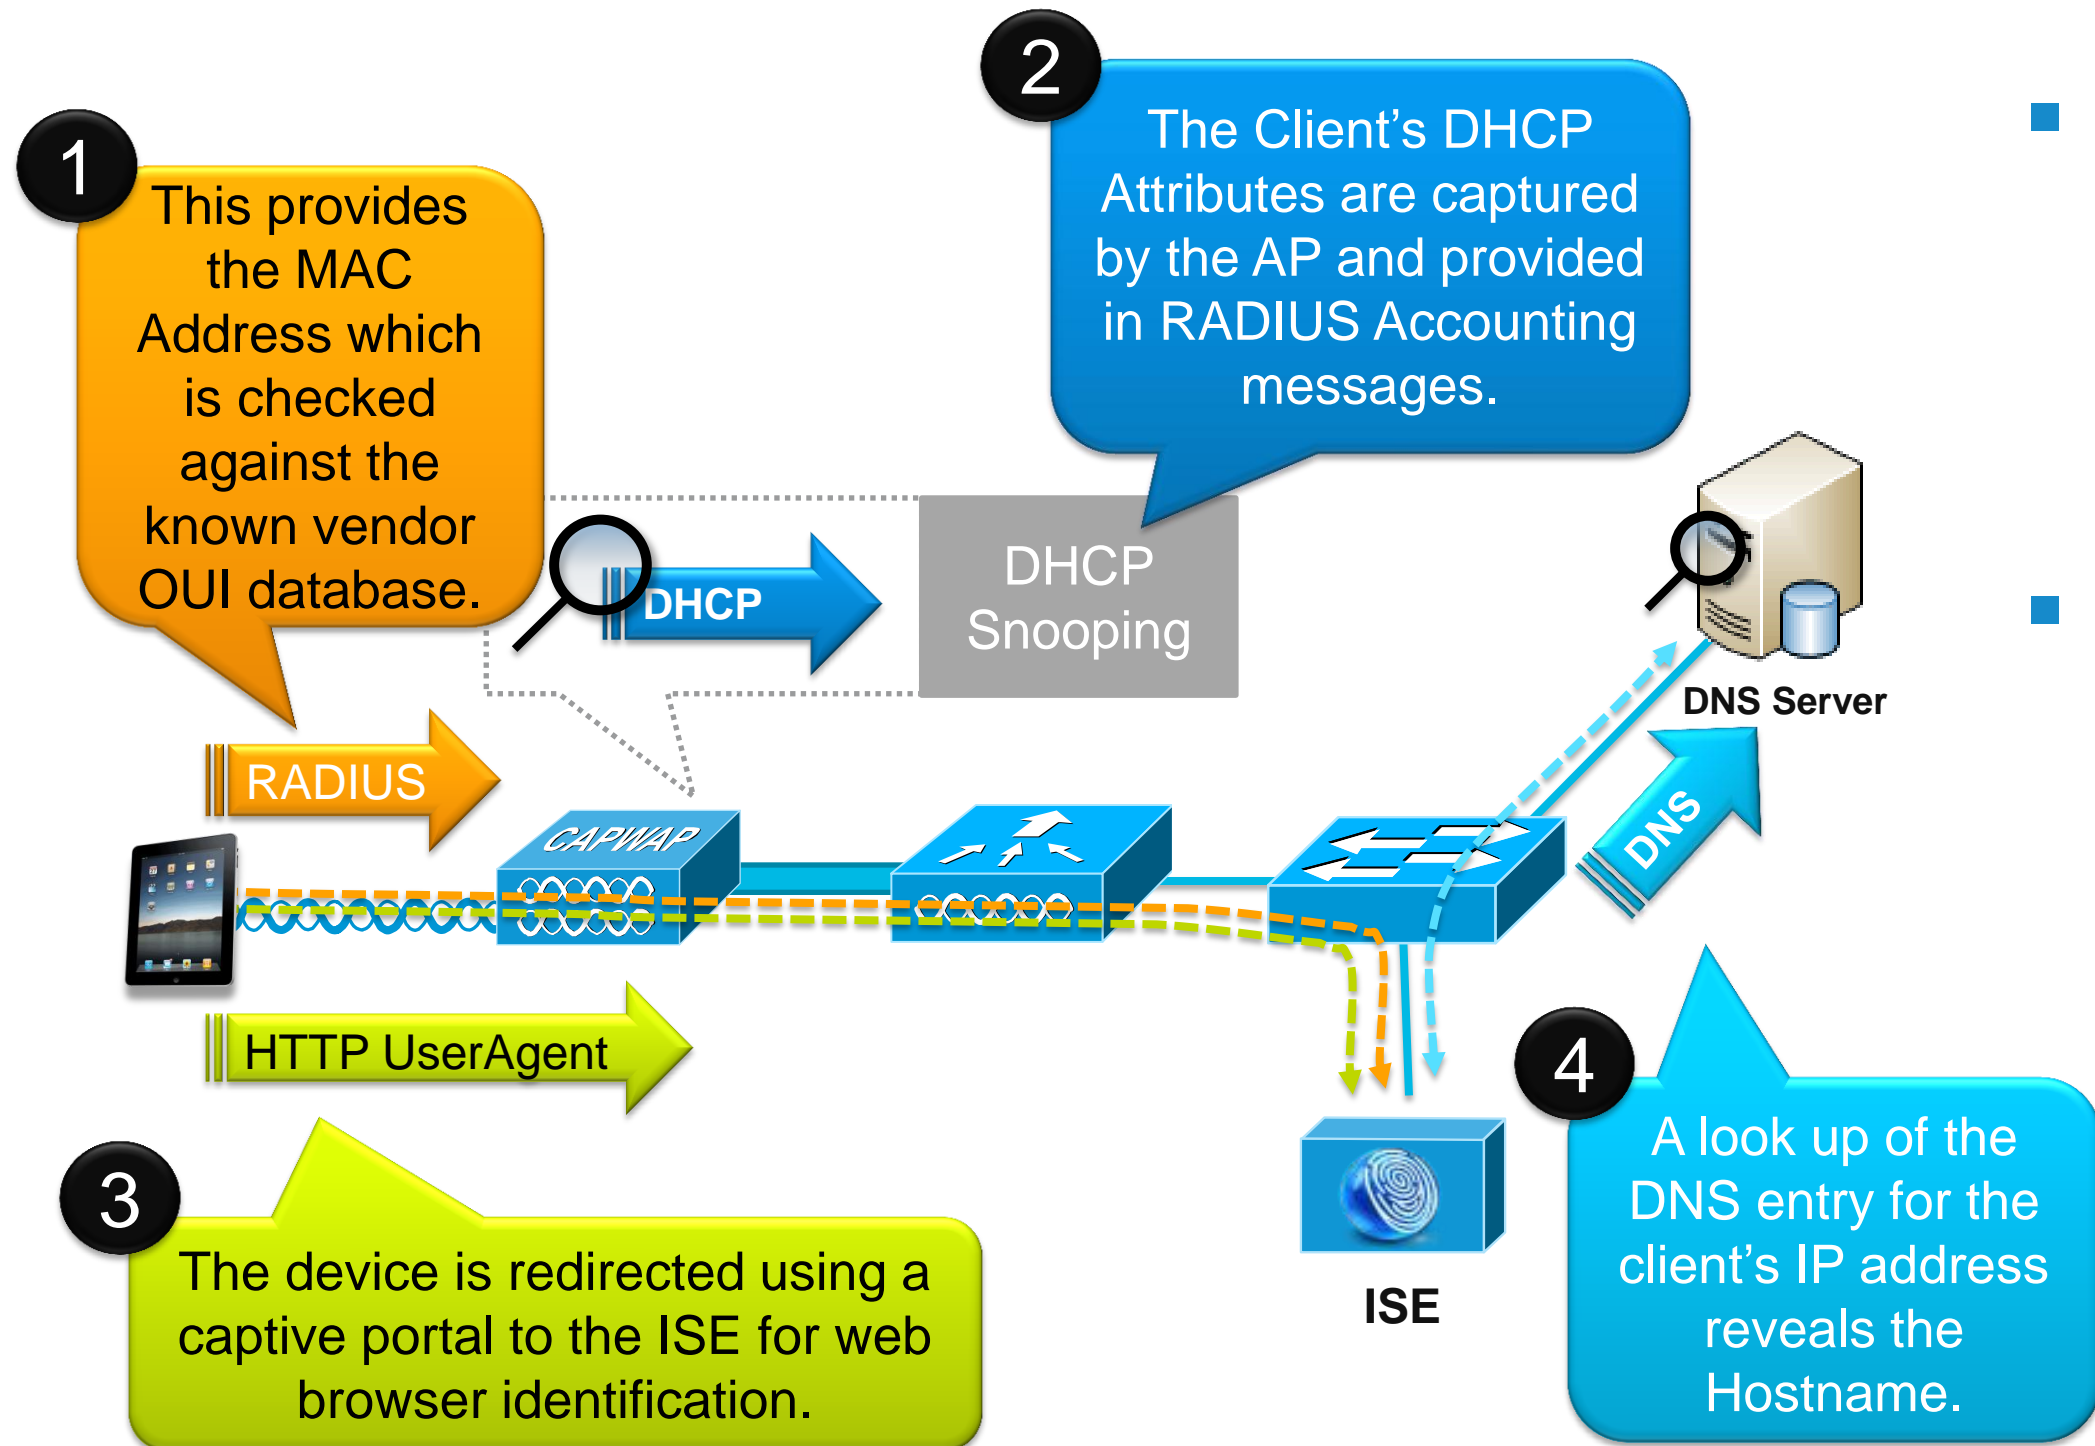 1
This provides
the MAC
Address which
is checked
against the
known vendor
OUI database.
2
The Client's DHCP
Attributes are captured
by the AP and provided
in RADIUS Accounting
messages.
DHCP
DHCP
Snooping
DNS Server
RADIUS
CAPWAP
DNS
HTTP UserAgent
3
The device is redirected using a
captive portal to the ISE for web
browser identification.
ISE
4
A look up of the
DNS entry for the
client's IP address
reveals the
Hostname.